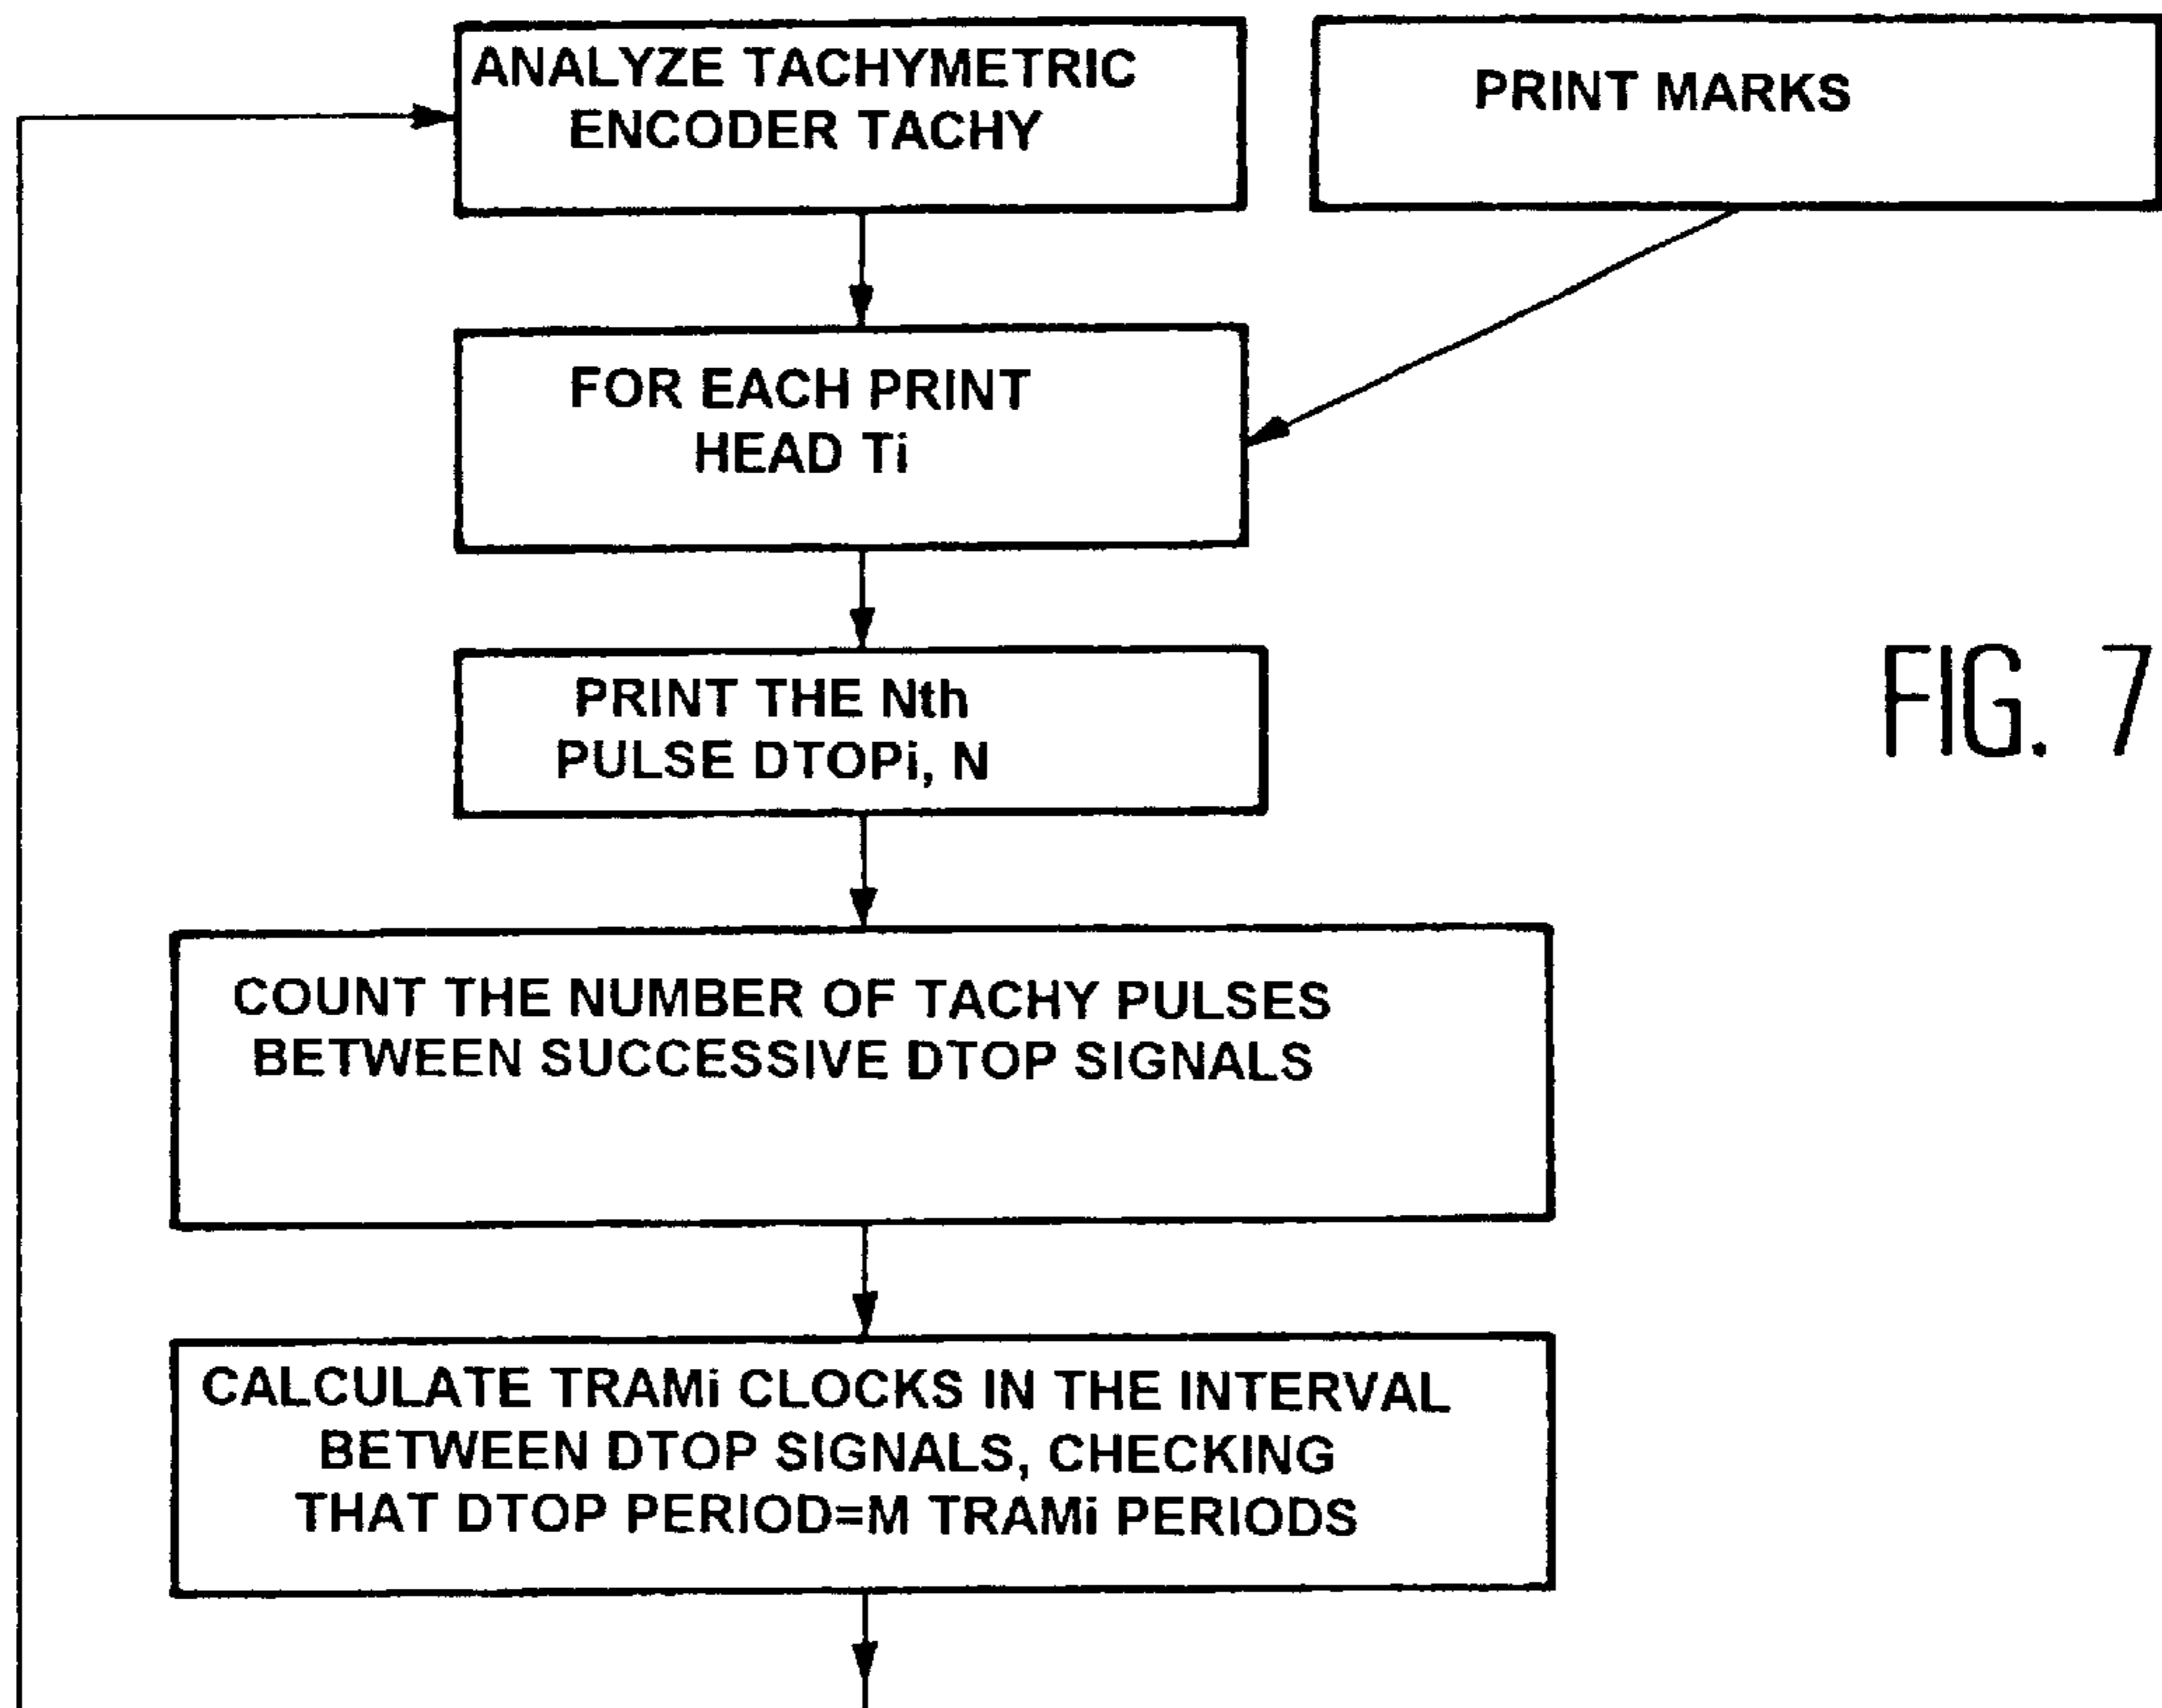 ANALYZE TACHYMETRIC
ENCODER TACHY
PRINT MARKS
FOR EACH PRINT
HEAD Ti
PRINT THE Nth
PULSE DTOPi, N
FIG. 7
COUNT THE NUMBER OF TACHY PULSES
BETWEEN SUCCESSIVE DTOP SIGNALS
CALCULATE TRAMi CLOCKS IN THE INTERVAL
BETWEEN DTOP SIGNALS, CHECKING
THAT DTOP PERIOD=M TRAMi PERIODS